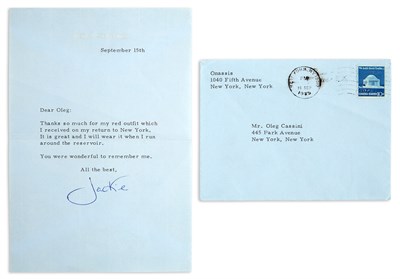 September 15th
Dear Oleg:
Thanks so much for my red outfit which
I received on my return to New York.
It is great and I will wear it when I run
around the reservoir.
You were wonderful to remember me.
All the best,
Jackie
Onassis
1040 Fifth Avenue
New York, New York
Mr. Oleg Cassini
445 Park Avenue
New York, New York